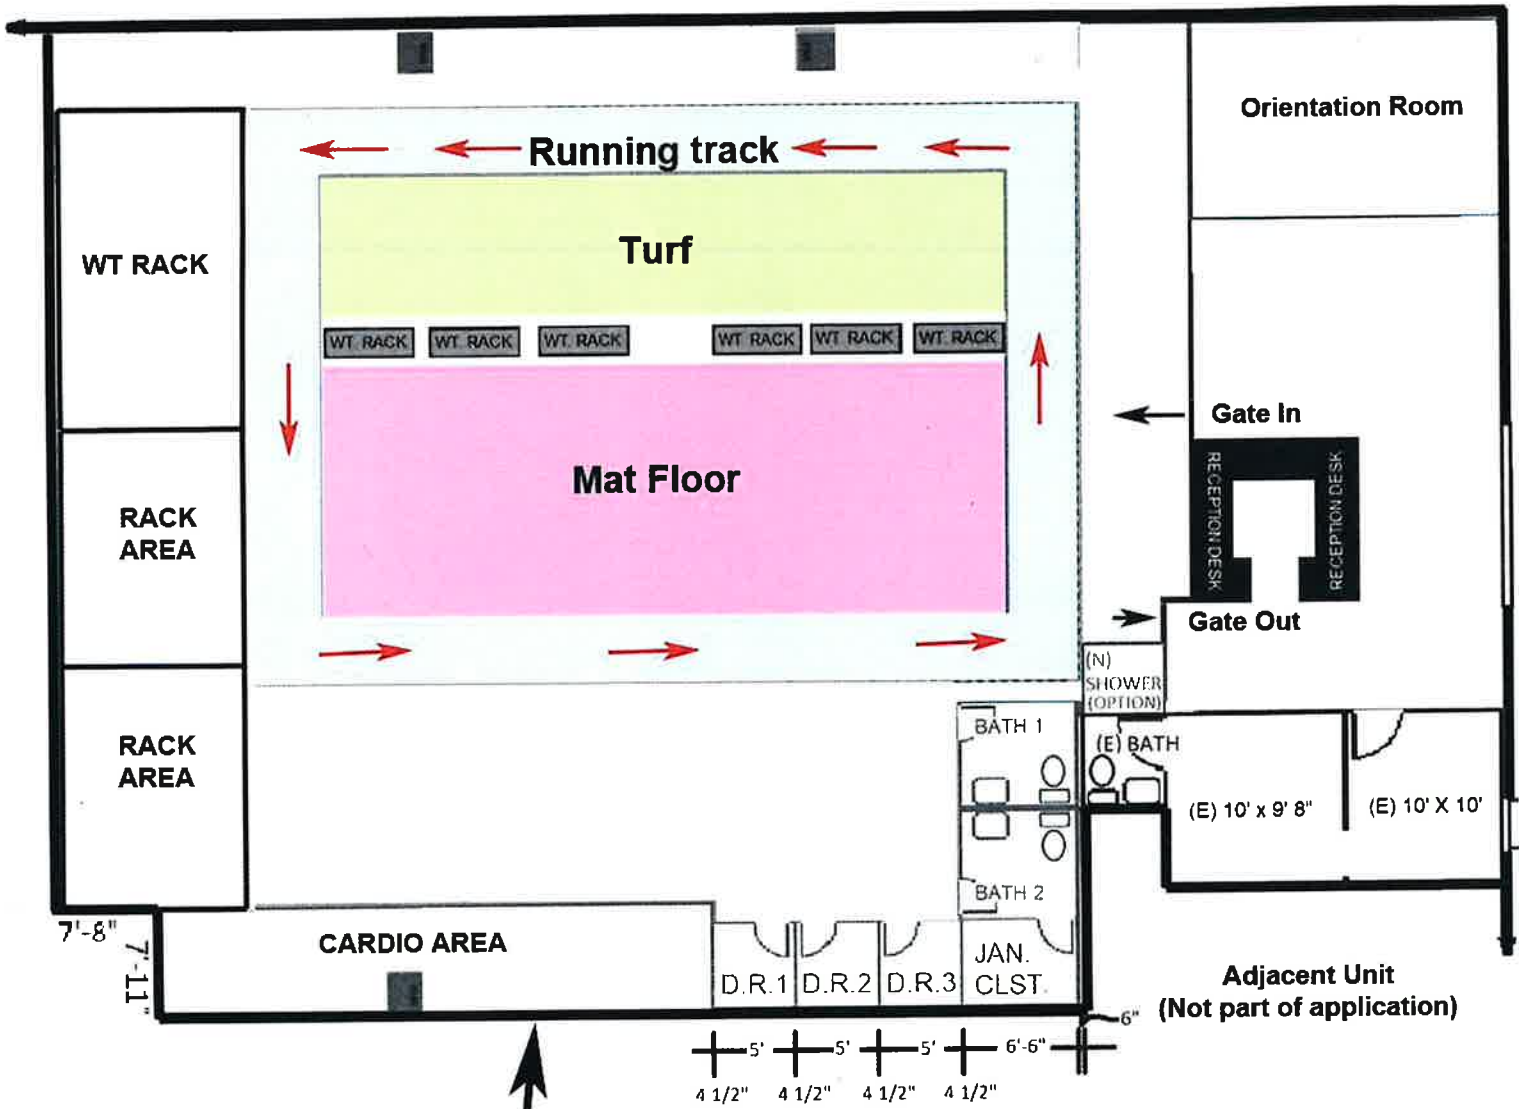 Orientation Room
Running track
Turf
WT RACK
WT RACK
WT RACK
WT RACK
WT RACK
WT RACK
WT RACK
Gate In
RECEPTION DESK
RECEPTION DESK
Mat Floor
RACK
AREA
Gate Out
(N)
SHOWER
(OPTION)
BATH 1
(E) BATH
RACK
AREA
(E) 10' x 9' 8"
(E) 10' X 10'
BATH 2
7'-8"
7'-11"
CARDIO AREA
D.R.1
D.R.2
D.R.3
JAN.
CLST.
Adjacent Unit
(Not part of application)
6"
5'
5'
5'
6'-6"
4 1/2"
4 1/2"
4 1/2"
4 1/2"